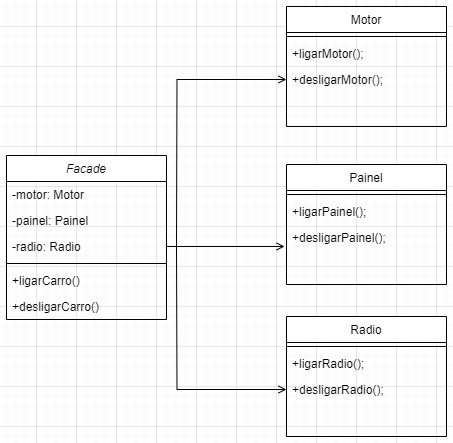 Motor
+ligarMotor();
+desligarMotor();
Facade
-motor: Motor
-painel: Painel
-radio: Radio
+ligarCarro()
+desligarCarro()
Painel
+ligarPainel();
+desligarPainel();
Radio
+ligarRadio();
+desligarRadio();